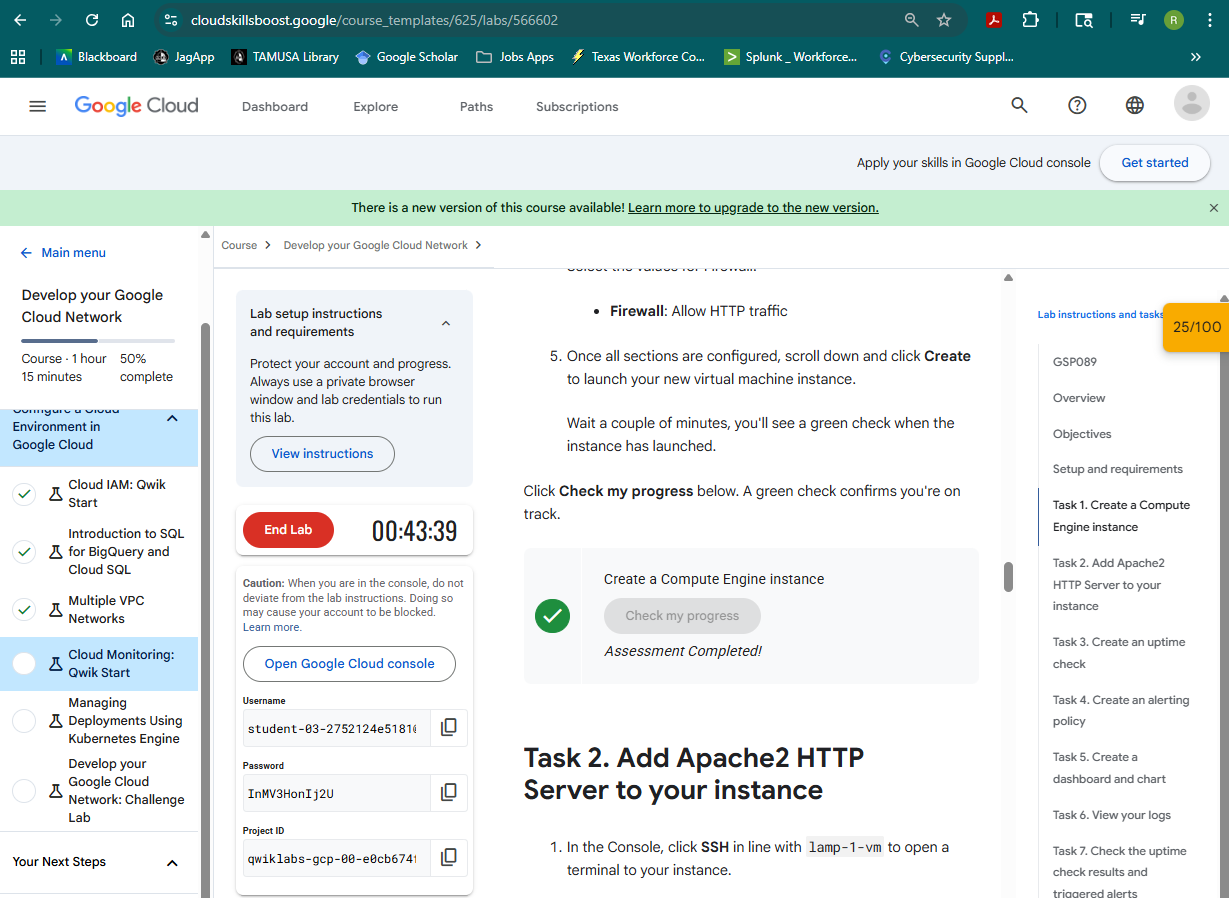 cloudskillsboost.google/course_templates/625/labs/566602
R
Blackboard
JagApp
TAMUSA Library
Google Scholar
Jobs Apps
Texas Workforce Co...
Splunk _ Workforce...
Cybersecurity Suppl...
»
Google Cloud
Dashboard
Explore
Paths
Subscriptions
Apply your skills in Google Cloud console
Get started
There is a new version of this course available! Learn more to upgrade to the new version.
Main menu
Develop your Google
Cloud Network
Course · 1 hour
15 minutes
50%
complete
Configure a Cloud
Environment in
Google Cloud
Cloud IAM: Qwik
Start
Introduction to SQL
for BigQuery and
Cloud SQL
Multiple VPC
Networks
Cloud Monitoring:
Qwik Start
Managing
Deployments Using
Kubernetes Engine
Develop your
Google Cloud
Network: Challenge
Lab
Your Next Steps
Course
Develop your Google Cloud Network
Lab setup instructions
and requirements
Protect your account and progress.
Always use a private browser
window and lab credentials to run
this lab.
View instructions
End Lab
00:43:39
Caution: When you are in the console, do not
deviate from the lab instructions. Doing so
may cause your account to be blocked.
Learn more.
Open Google Cloud console
Username
student-03-2752124e5181
Password
InMV3HonIj2U
Project ID
qwiklabs-gcp-00-e0cb674
Select the values for Firewall.
• Firewall: Allow HTTP traffic
5. Once all sections are configured, scroll down and click Create
to launch your new virtual machine instance.
Wait a couple of minutes, you'll see a green check when the
instance has launched.
Click Check my progress below. A green check confirms you're on
track.
Create a Compute Engine instance
Check my progress
Assessment Completed!
Task 2. Add Apache2 HTTP
Server to your instance
1. In the Console, click SSH in line with lamp-1-vm to open a
terminal to your instance.
Lab instructions and tasks
25/100
GSP089
Overview
Objectives
Setup and requirements
Task 1. Create a Compute
Engine instance
Task 2. Add Apache2
HTTP Server to your
instance
Task 3. Create an uptime
check
Task 4. Create an alerting
policy
Task 5. Create a
dashboard and chart
Task 6. View your logs
Task 7. Check the uptime
check results and
triggered alerts